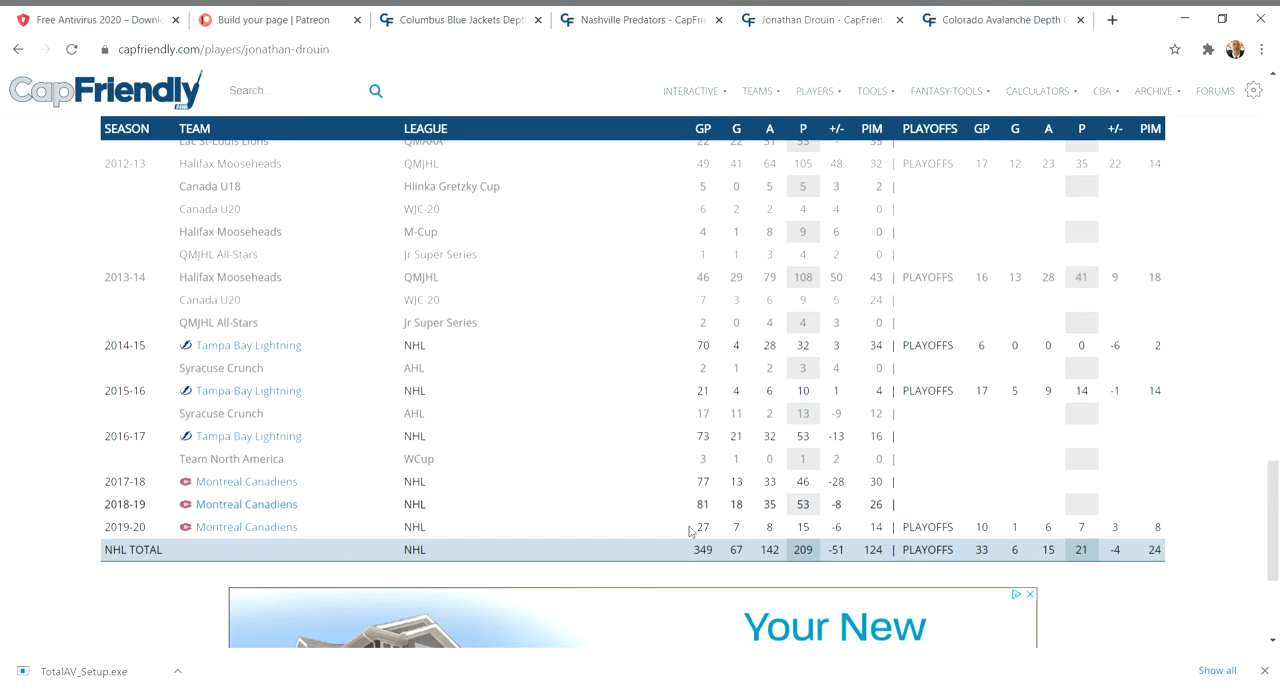 Free Antivirus 2020 – Downl
Build your page | Patreon
Columbus Blue Jackets Dept
Nashville Predators - CapFri
Jonathan Drouin - CapFrien
Colorado Avalanche Depth C
capfriendly.com/players/jonathan-drouin
CapFriendly
Search...
INTERACTIVE TEAMS PLAYERS TOOLS FANTASY-TOOLS CALCULATORS CBA ARCHIVE FORUMS
SEASON TEAM LEAGUE GP G A P +/- PIM PLAYOFFS GP G A P +/- PIM
Lac St-Louis Lions QMAAA 22 22 31 53 - 35
2012-13 Halifax Mooseheads QMJHL 49 41 64 105 48 32 | PLAYOFFS 17 12 23 35 22 14
Canada U18 Hlinka Gretzky Cup 5 0 5 5 3 2 |
Canada U20 WJC-20 6 2 2 4 4 0 |
Halifax Mooseheads M-Cup 4 1 8 9 6 0 |
QMJHL All-Stars Jr Super Series 1 1 3 4 2 0 |
2013-14 Halifax Mooseheads QMJHL 46 29 79 108 50 43 | PLAYOFFS 16 13 28 41 9 18
Canada U20 WJC-20 7 3 6 9 5 24 |
QMJHL All-Stars Jr Super Series 2 0 4 4 3 0 |
2014-15 Tampa Bay Lightning NHL 70 4 28 32 3 34 | PLAYOFFS 6 0 0 0 -6 2
Syracuse Crunch AHL 2 1 2 3 4 0 |
2015-16 Tampa Bay Lightning NHL 21 4 6 10 1 4 | PLAYOFFS 17 5 9 14 -1 14
Syracuse Crunch AHL 17 11 2 13 -9 12 |
2016-17 Tampa Bay Lightning NHL 73 21 32 53 -13 16 |
Team North America WCup 3 1 0 1 2 0 |
2017-18 Montreal Canadiens NHL 77 13 33 46 -28 30 |
2018-19 Montreal Canadiens NHL 81 18 35 53 -8 26 |
2019-20 Montreal Canadiens NHL 27 7 8 15 -6 14 | PLAYOFFS 10 1 6 7 3 8
NHL TOTAL NHL 349 67 142 209 -51 124 | PLAYOFFS 33 6 15 21 -4 24
Your New
TotalAV_Setup.exe
Show all